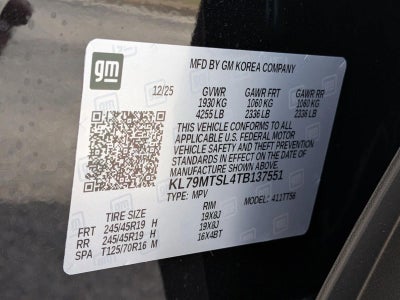 gm
MFD BY GM KOREA COMPANY
12/25 GVWR GAWR FRT GAWR RR
1930 KG 1060 KG 1060 KG
4255 LB 2336 LB 2336 LB
THIS VEHICLE CONFORMS TO ALL APPLICABLE
U.S. FEDERAL MOTOR
VEHICLE SAFETY, BUMPER, AND
THEFT PREVENTION STANDARDS
IN EFFECT ON THE DATE OF
MANUFACTURE SHOWN ABOVE.
KL79MTSL4TB137551
TYPE: MPV MODEL: 411TT56
TIRE SIZE RIM
FRT 245/45R19 H 19X8J
RR 245/45R19 H 19X8J
SPA T125/70R16 M 16X4BT